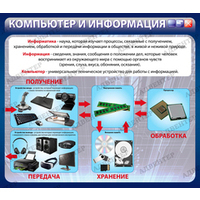 КОМПЬЮТЕР И ИНФОРМАЦИЯ
Информатика - наука, которая изучает процессы, связанные с получением,
хранением, обработкой и передачи информации в обществе, в живой и неживой природе.
Информация - сведения, знания, сообщения о положении дел, которые человек
воспринимает из окружающего мира с помощью органов чувств
(зрения, слуха, вкуса, обоняния, осязания).
Компьютер - универсальное техническое устройство для работы с информацией.
ПОЛУЧЕНИЕ
ОБРАБОТКА
ПЕРЕДАЧА
ХРАНЕНИЕ